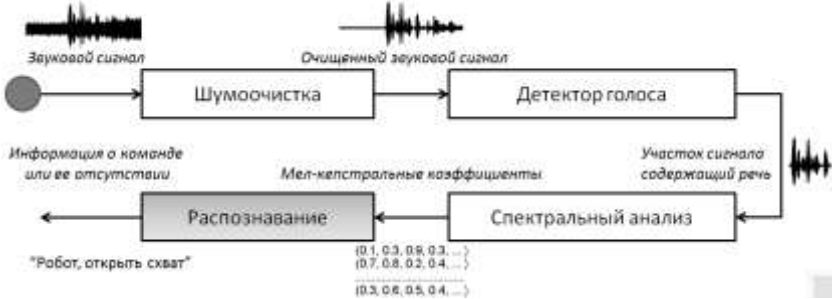 Звуковой сигнал
Очищенный звуковой сигнал
Шумоочистка
Детектор голоса
Информация о команде
или ее отсутствии
Мел-кепстральные коэффициенты
Участок сигнала
содержащий речь
Распознавание
Спектральный анализ
"Робот, открыть схват"
(0.1, 0.3, 0.9, 0.3, ... )
(0.7, 0.8, 0.2, 0.4, ... )
(0.3, 0.6, 0.5, 0.4, ... )